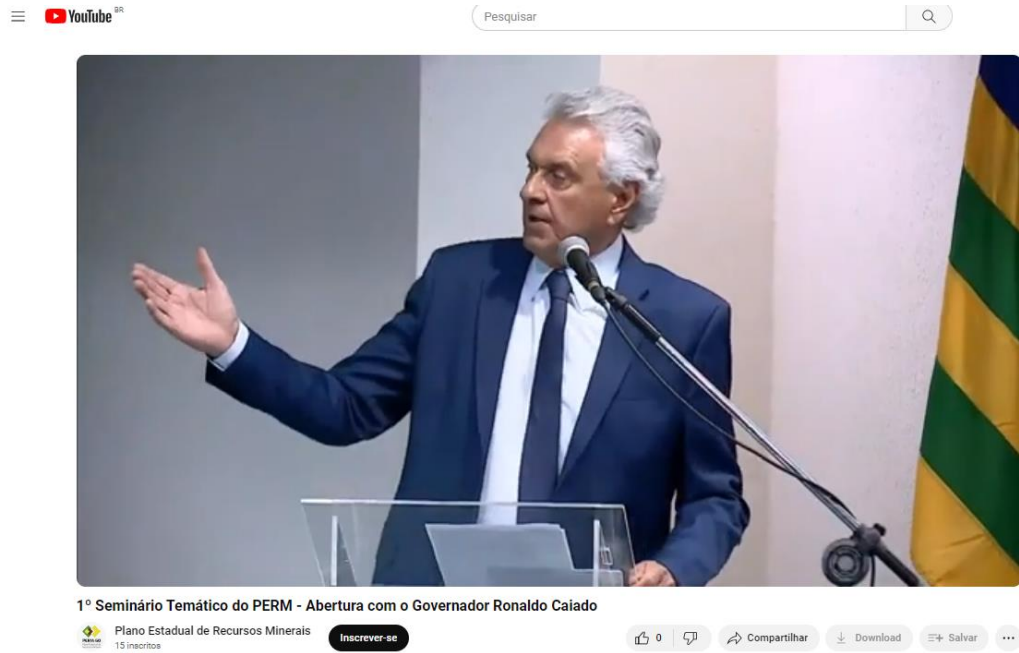 YouTube BR
Pesquisar
1º Seminário Temático do PERM - Abertura com o Governador Ronaldo Caiado
Plano Estadual de Recursos Minerais
15 inscritos
Inscrever-se
0
Compartilhar
Download
Salvar